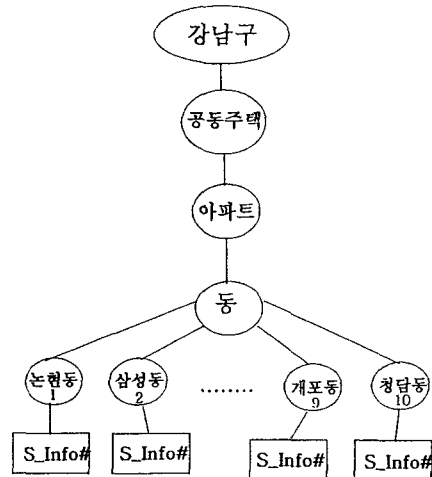 강남구
공동주택
아파트
동
논현동
1
삼성동
2
........
개포동
9
청담동
10
S_Info#
S_Info#
S_Info#
S_Info#